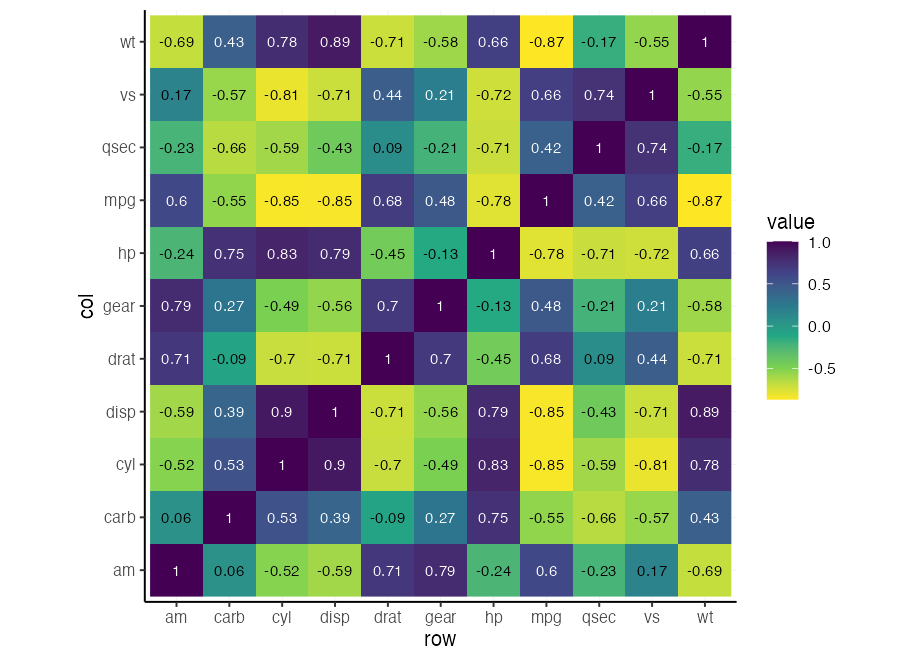 wt -0.69 0.43 0.78 0.89 -0.71 -0.58 0.66 -0.87 -0.17 -0.55 1
vs 0.17 -0.57 -0.81 -0.71 0.44 0.21 -0.72 0.66 0.74 1 -0.55
qsec -0.23 -0.66 -0.59 -0.43 0.09 -0.21 -0.71 0.42 1 0.74 -0.17
mpg 0.6 -0.55 -0.85 -0.85 0.68 0.48 -0.78 1 0.42 0.66 -0.87
hp -0.24 0.75 0.83 0.79 -0.45 -0.13 1 -0.78 -0.71 -0.72 0.66
gear 0.79 0.27 -0.49 -0.56 0.7 1 -0.13 0.48 -0.21 0.21 -0.58
drat 0.71 -0.09 -0.7 -0.71 1 0.7 -0.45 0.68 0.09 0.44 -0.71
disp -0.59 0.39 0.9 1 -0.71 -0.56 0.79 -0.85 -0.43 -0.71 0.89
cyl -0.52 0.53 1 0.9 -0.7 -0.49 0.83 -0.85 -0.59 -0.81 0.78
carb 0.06 1 0.53 0.39 -0.09 0.27 0.75 -0.55 -0.66 -0.57 0.43
am 1 0.06 -0.52 -0.59 0.71 0.79 -0.24 0.6 -0.23 0.17 -0.69
am carb cyl disp drat gear hp mpg qsec vs wt
row
col
value
1.0
0.5
0.0
-0.5